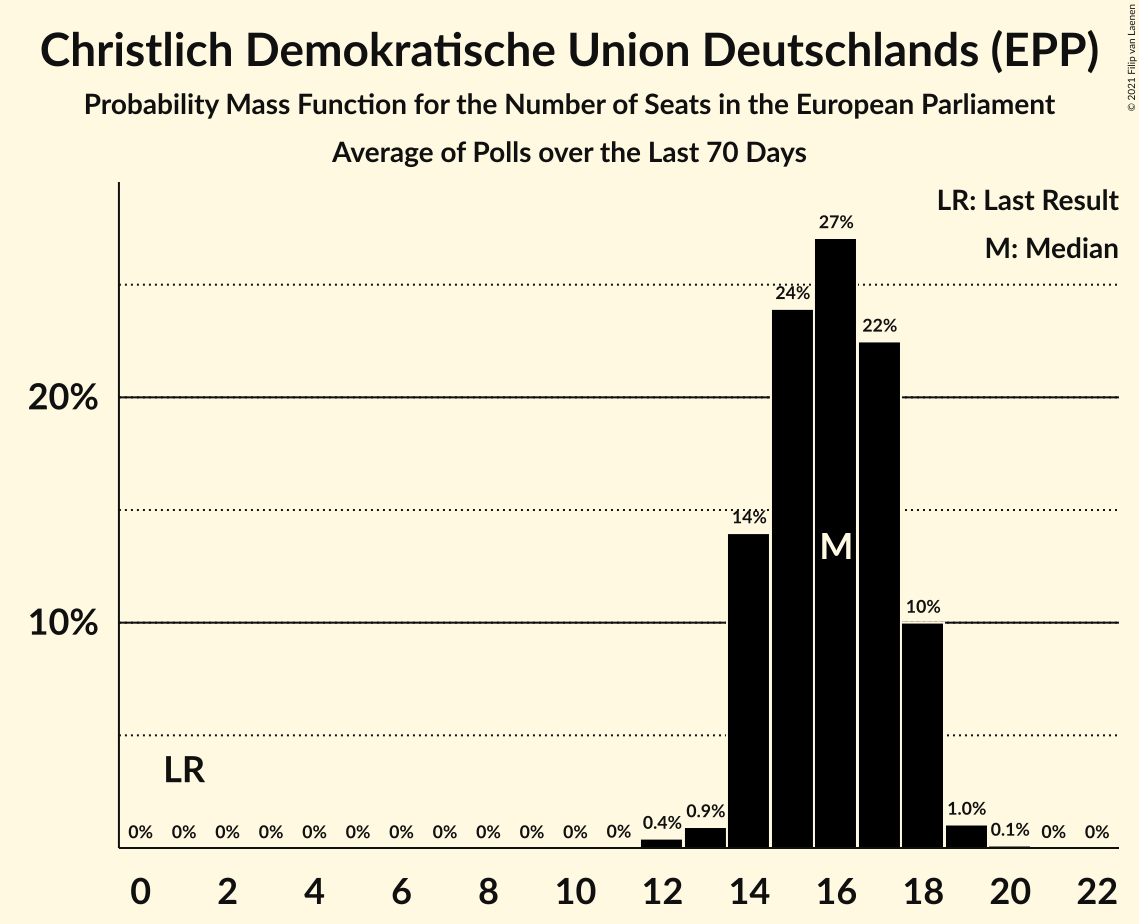 Christlich Demokratische Union Deutschlands (EPP)
Probability Mass Function for the Number of Seats in the European Parliament
Average of Polls over the Last 70 Days
© 2021 Filip van Laenen
LR: Last Result
M: Median
27%
24%
22%
20%
14%
M
10%
10%
LR
0% 0% 0% 0% 0% 0% 0% 0% 0% 0% 0% 0% 0.4% 0.9% 1.0% 0.1% 0% 0%
0 2 4 6 8 10 12 14 16 18 20 22